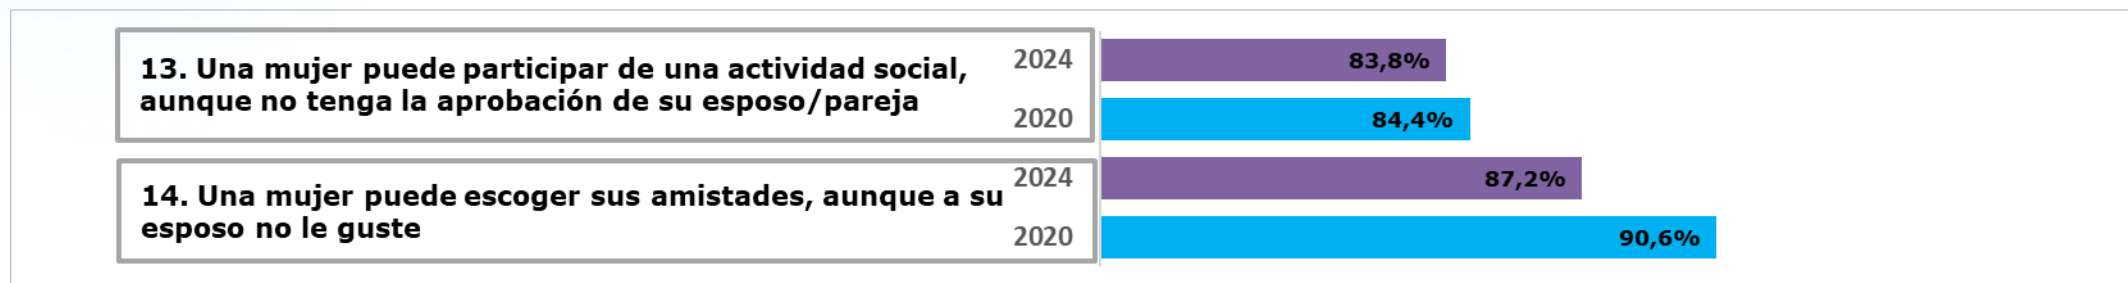 13. Una mujer puede participar de una actividad social,
aunque no tenga la aprobación de su esposo/pareja
2024
83,8%
2020
84,4%
14. Una mujer puede escoger sus amistades, aunque a su
esposo no le guste
2024
87,2%
2020
90,6%